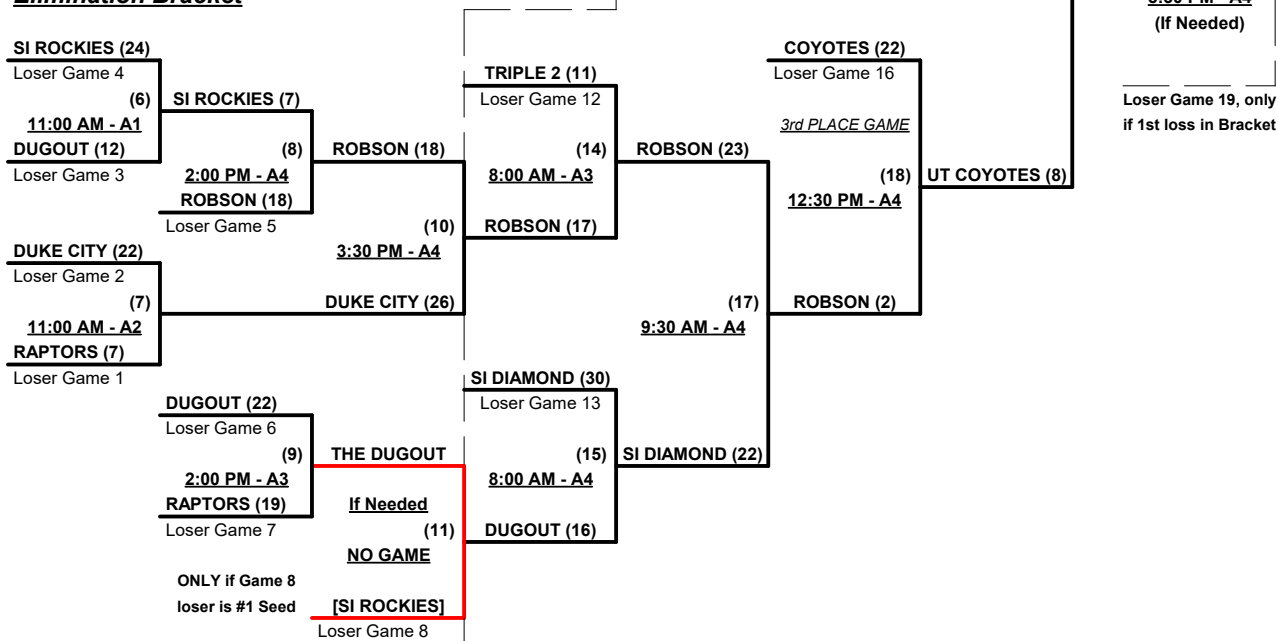 (If Needed)
SI ROCKIES (24)
Loser Game 4
(6)
11:00 AM - A1
DUGOUT (12)
Loser Game 3
SI ROCKIES (7)
(8)
2:00 PM - A4
ROBSON (18)
Loser Game 5
DUKE CITY (22)
Loser Game 2
(7)
11:00 AM - A2
RAPTORS (7)
Loser Game 1
ROBSON (18)
(10)
3:30 PM - A4
DUKE CITY (26)
DUGOUT (22)
Loser Game 6
(9)
2:00 PM - A3
RAPTORS (19)
Loser Game 7
THE DUGOUT
If Needed
(11)
NO GAME
ONLY if Game 8
loser is #1 Seed
[SI ROCKIES]
Loser Game 8
TRIPLE 2 (11)
Loser Game 12
(14)
8:00 AM - A3
ROBSON (17)
ROBSON (23)
SI DIAMOND (30)
Loser Game 13
(15)
8:00 AM - A4
DUGOUT (16)
SI DIAMOND (22)
(17)
9:30 AM - A4
COYOTES (22)
Loser Game 16
3rd PLACE GAME
(18)
12:30 PM - A4
ROBSON (2)
UT COYOTES (8)
Loser Game 19, only
if 1st loss in Bracket